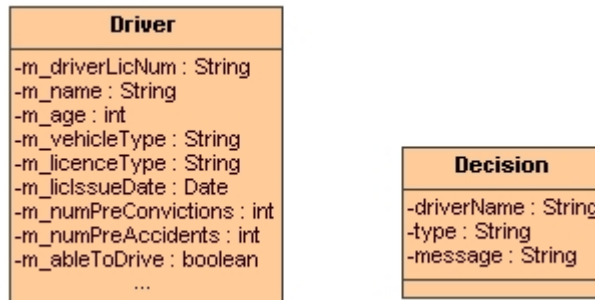 Driver
-m_driverLicNum : String
-m_name : String
-m_age : int
-m_vehicleType : String
-m_licenceType : String
-m_licIssueDate : Date
-m_numPreConvictions : int
-m_numPreAccidents : int
-m_ableToDrive : boolean
...
Decision
-driverName : String
-type : String
-message : String